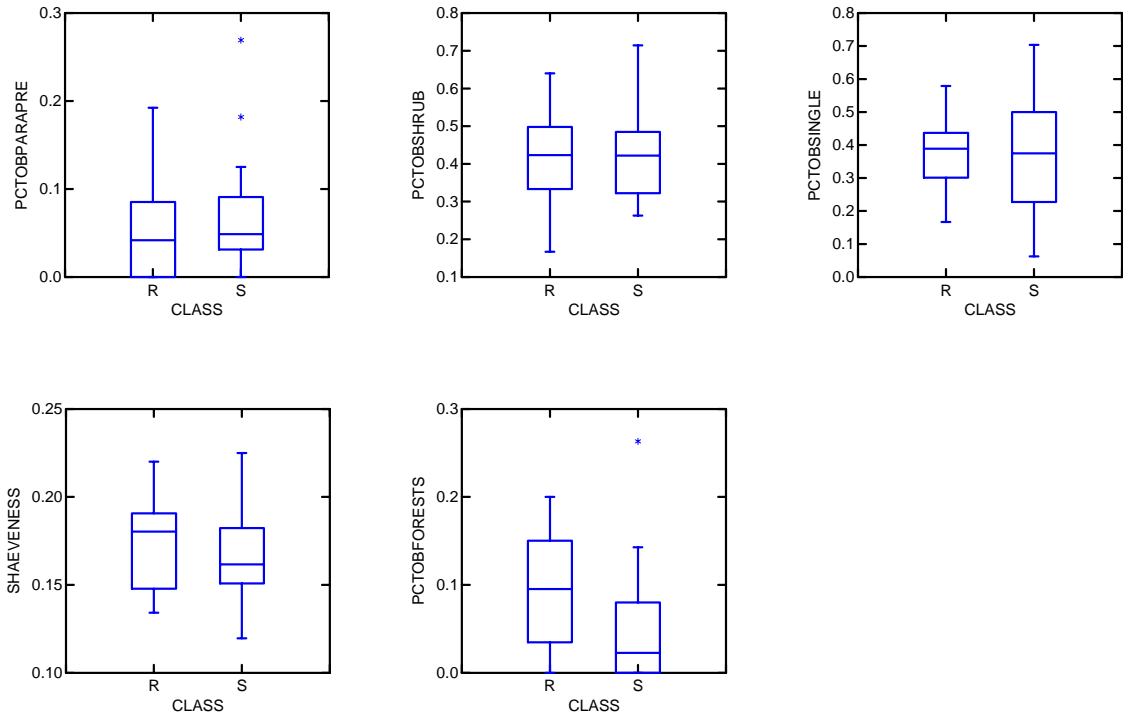 0.3
0.2
0.1
0.0
PCTOBPARAPRE
R S
CLASS
0.8
0.7
0.6
0.5
0.4
0.3
0.2
0.1
PCTOBSHRUB
R S
CLASS
0.8
0.7
0.6
0.5
0.4
0.3
0.2
0.1
0.0
PCTOBSINGLE
R S
CLASS
0.25
0.20
0.15
0.10
SHAEVENESS
R S
CLASS
0.3
0.2
0.1
0.0
PCTOBFORESTS
R S
CLASS